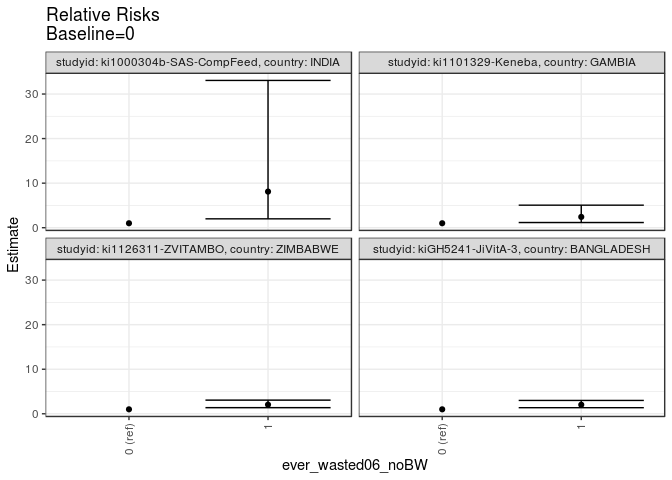 Relative Risks
Baseline=0
studyid: ki1000304b-SAS-CompFeed, country: INDIA
studyid: ki1101329-Keneba, country: GAMBIA
30
20
10
0
studyid: ki1126311-ZVITAMBO, country: ZIMBABWE
studyid: kiGH5241-JiVitA-3, country: BANGLADESH
30
20
10
0
Estimate
0 (ref)
1
0 (ref)
1
ever_wasted06_noBW